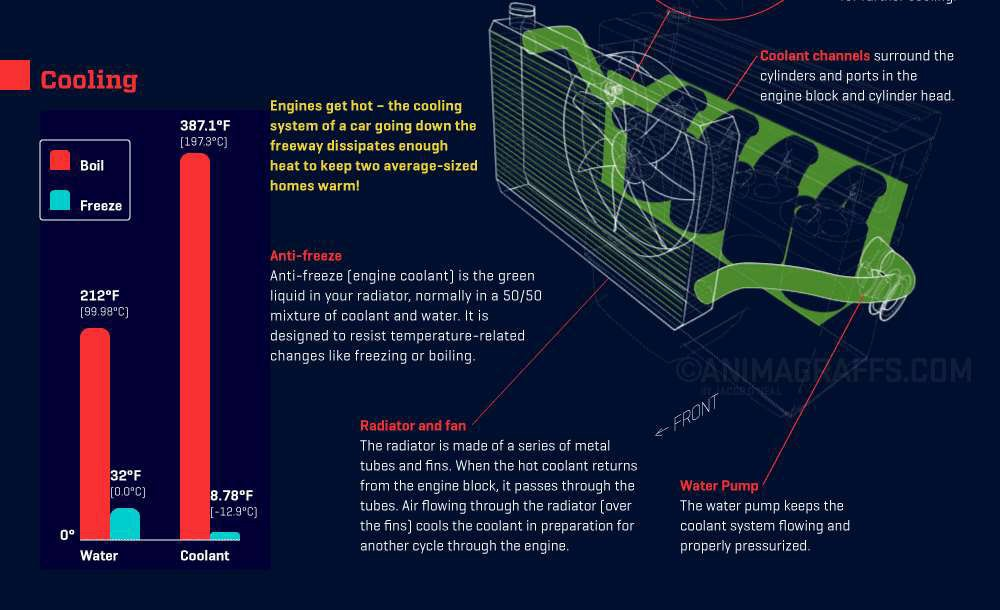 for further cooling.
Cooling
Boil
Freeze
387.1°F
(197.3°C)
212°F
(99.98°C)
32°F
(0.0°C)
8.78°F
(-12.9°C)
0°
Water
Coolant
Engines get hot – the cooling
system of a car going down the
freeway dissipates enough
heat to keep two average-sized
homes warm!
Coolant channels surround the
cylinders and ports in the
engine block and cylinder head.
Anti-freeze
Anti-freeze (engine coolant) is the green
liquid in your radiator, normally in a 50/50
mixture of coolant and water. It is
designed to resist temperature-related
changes like freezing or boiling.
©ANIMAGRAFFS.COM
FRONT
Radiator and fan
The radiator is made of a series of metal
tubes and fins. When the hot coolant returns
from the engine block, it passes through the
tubes. Air flowing through the radiator (over
the fins) cools the coolant in preparation for
another cycle through the engine.
Water Pump
The water pump keeps the
coolant system flowing and
properly pressurized.